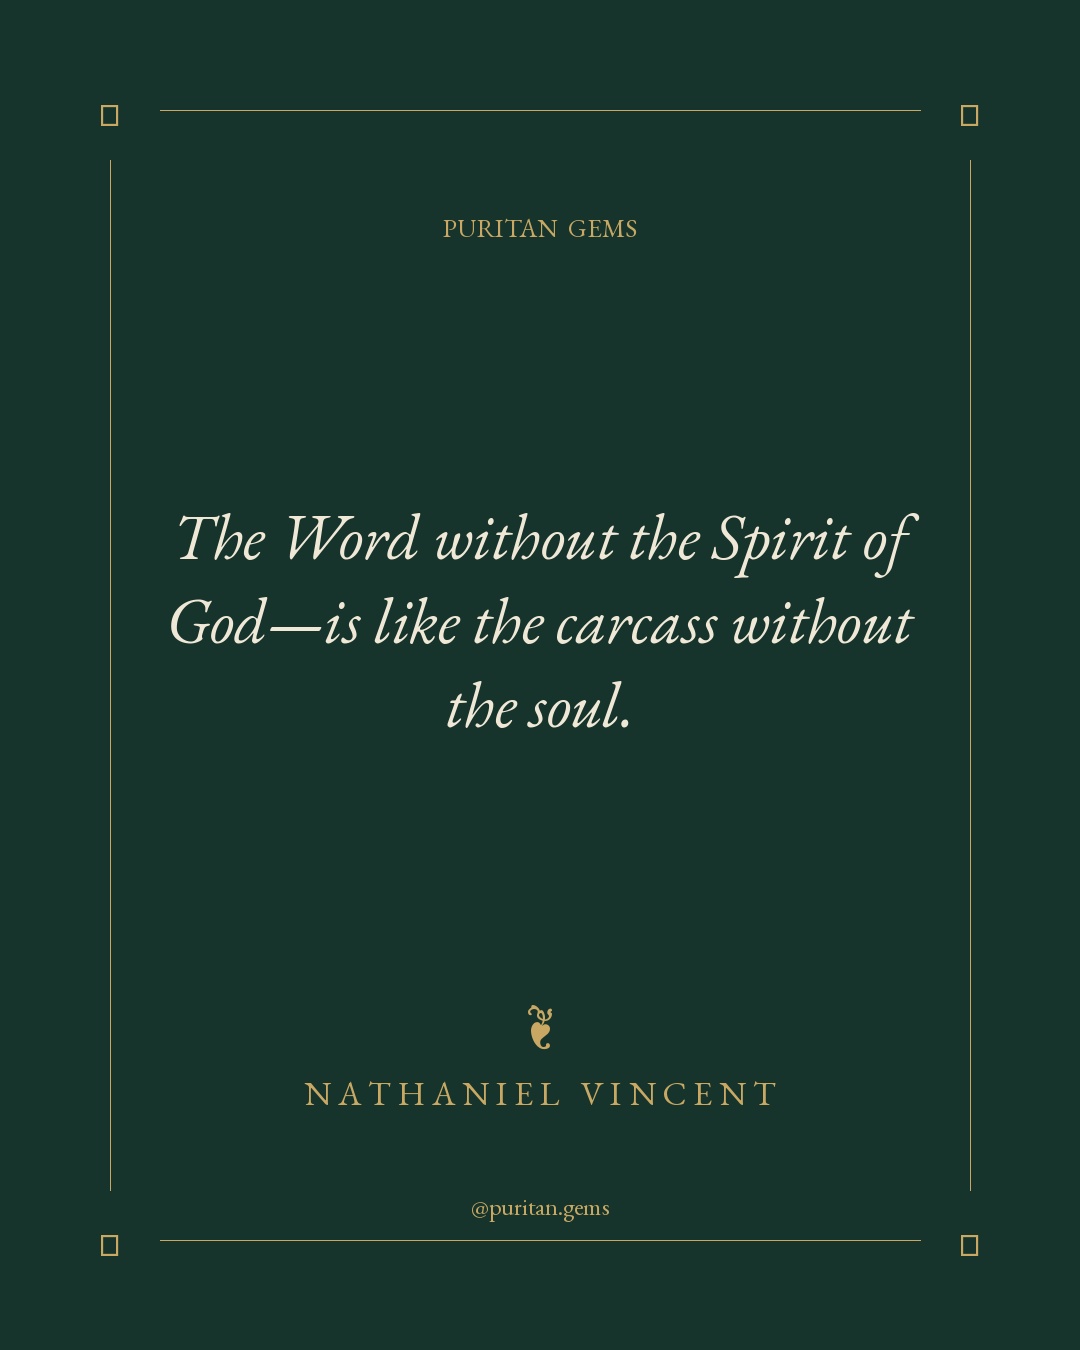 PURITAN GEMS
The Word without the Spirit of
God—is like the carcass without
the soul.
❦
NATHANIEL VINCENT
@puritan.gems